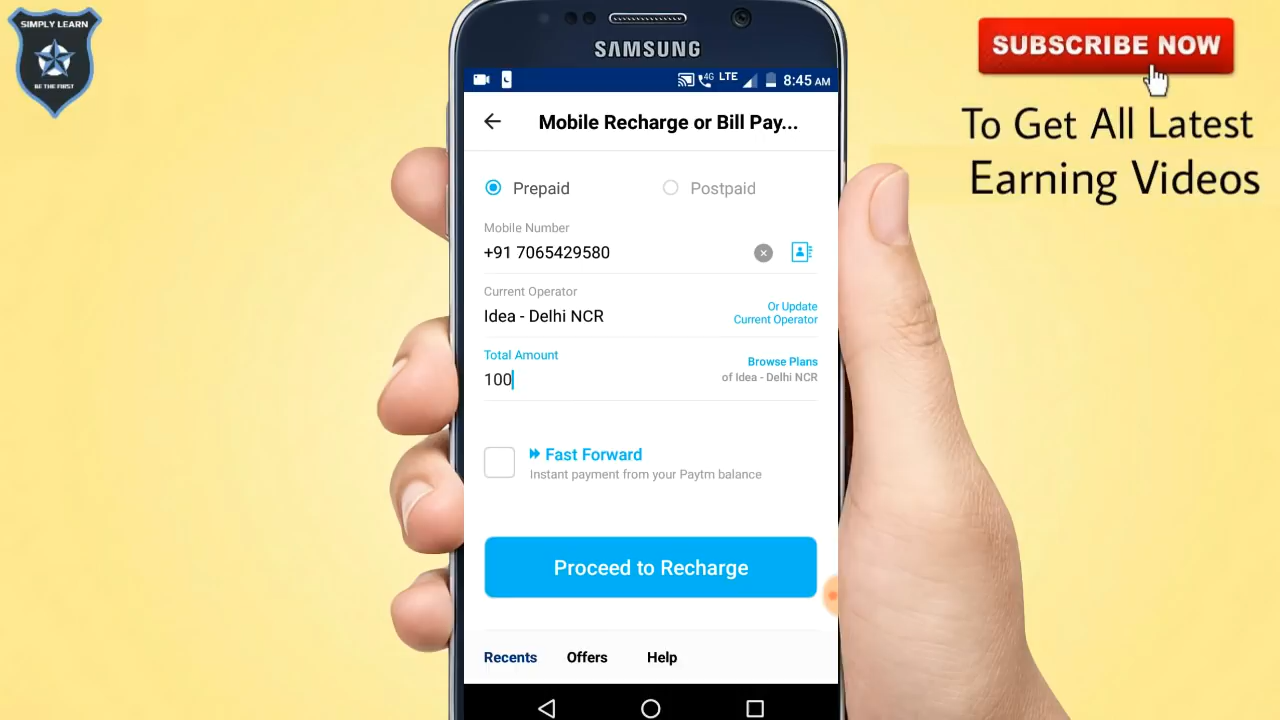 SIMPLY LEARN
BE THE FIRST
SUBSCRIBE NOW
To Get All Latest
Earning Videos
SAMSUNG
4G LTE 8:45 AM
Mobile Recharge or Bill Pay...
Prepaid
Postpaid
Mobile Number
+91 7065429580
Current Operator
Idea - Delhi NCR
Or Update
Current Operator
Total Amount
100
Browse Plans
of Idea - Delhi NCR
Fast Forward
Instant payment from your Paytm balance
Proceed to Recharge
Recents Offers Help